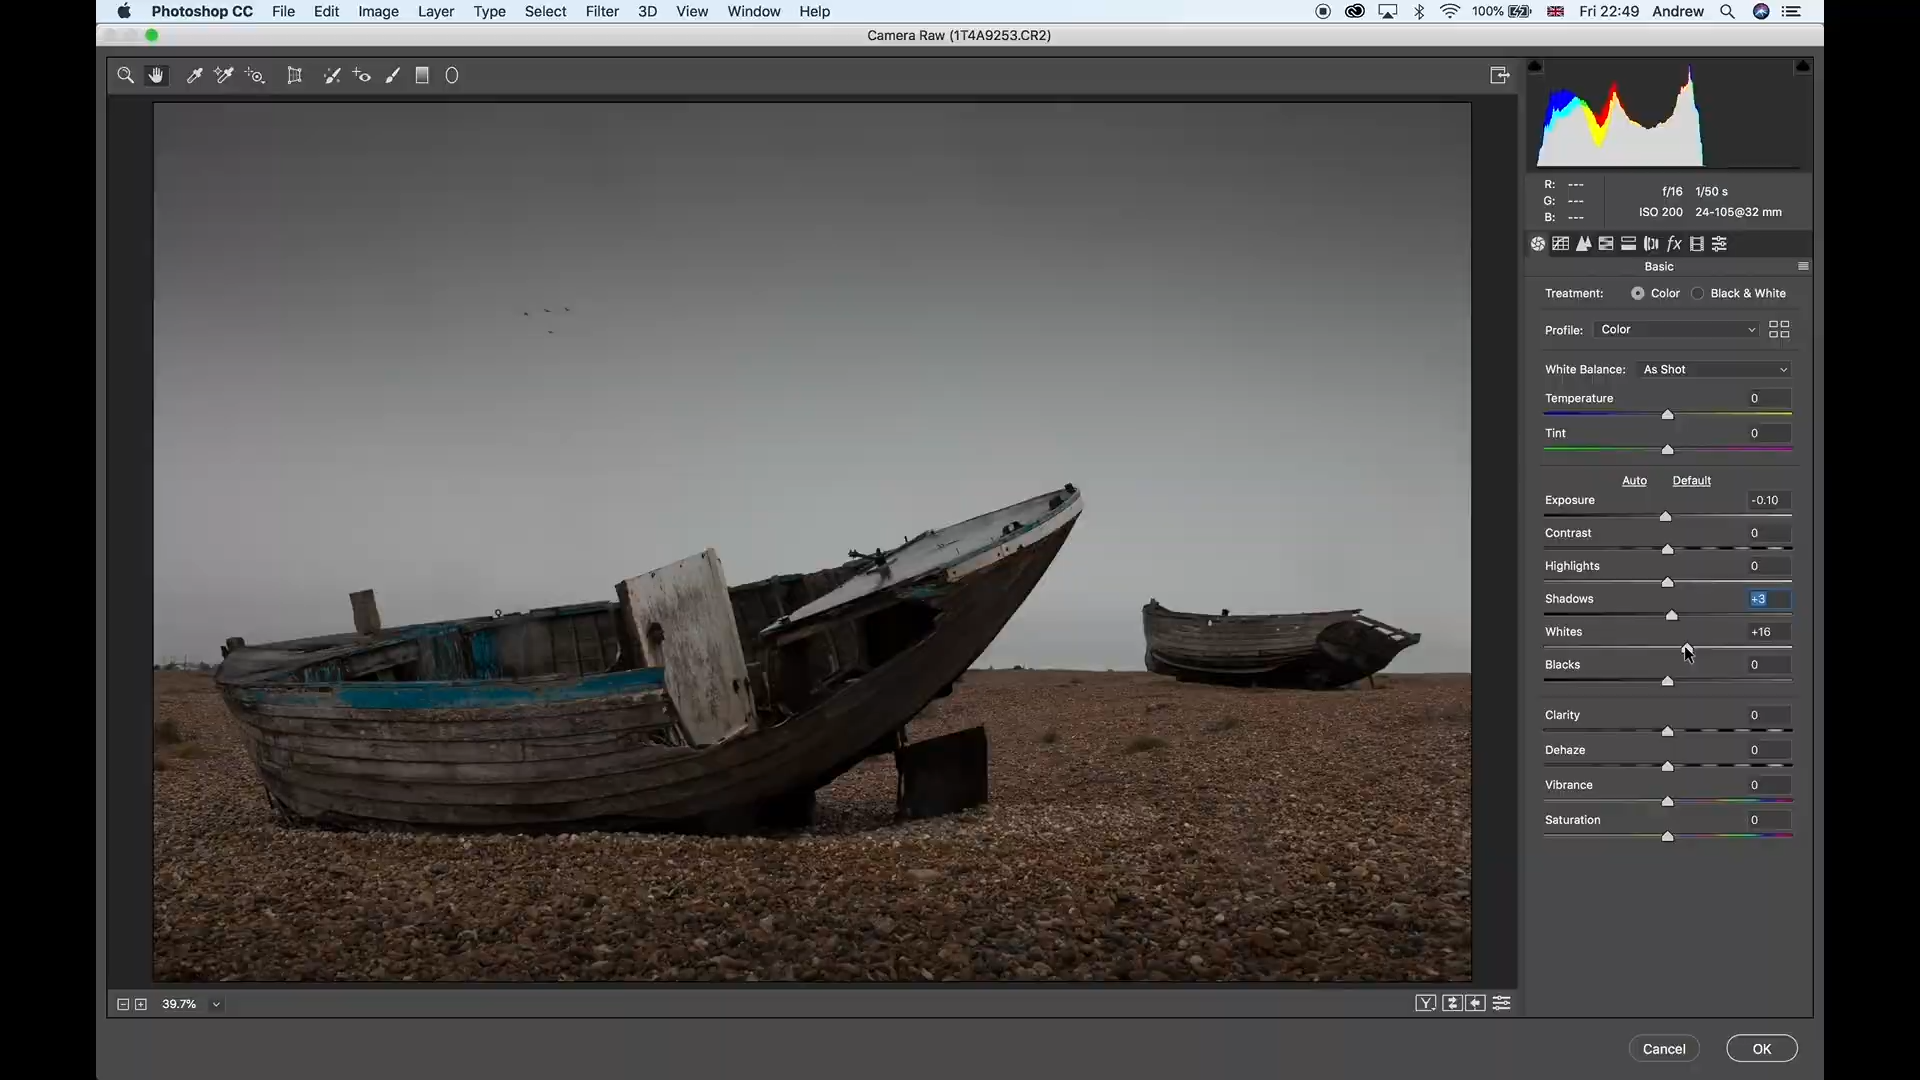 Photoshop CC File Edit Image Layer Type Select Filter 3D View Window Help 100% Fri 22:49 Andrew
Camera Raw (1T4A9253.CR2)
R: --- f/16 1/50 s
G: ---
B: --- ISO 200 24-105@32 mm
fx
Basic
Treatment: Color Black & White
Profile: Color
White Balance: As Shot
Temperature 0
Tint 0
Auto Default
Exposure -0.10
Contrast 0
Highlights 0
Shadows +3
Whites +16
Blacks 0
Clarity 0
Dehaze 0
Vibrance 0
Saturation 0
39.7% Y
Cancel OK